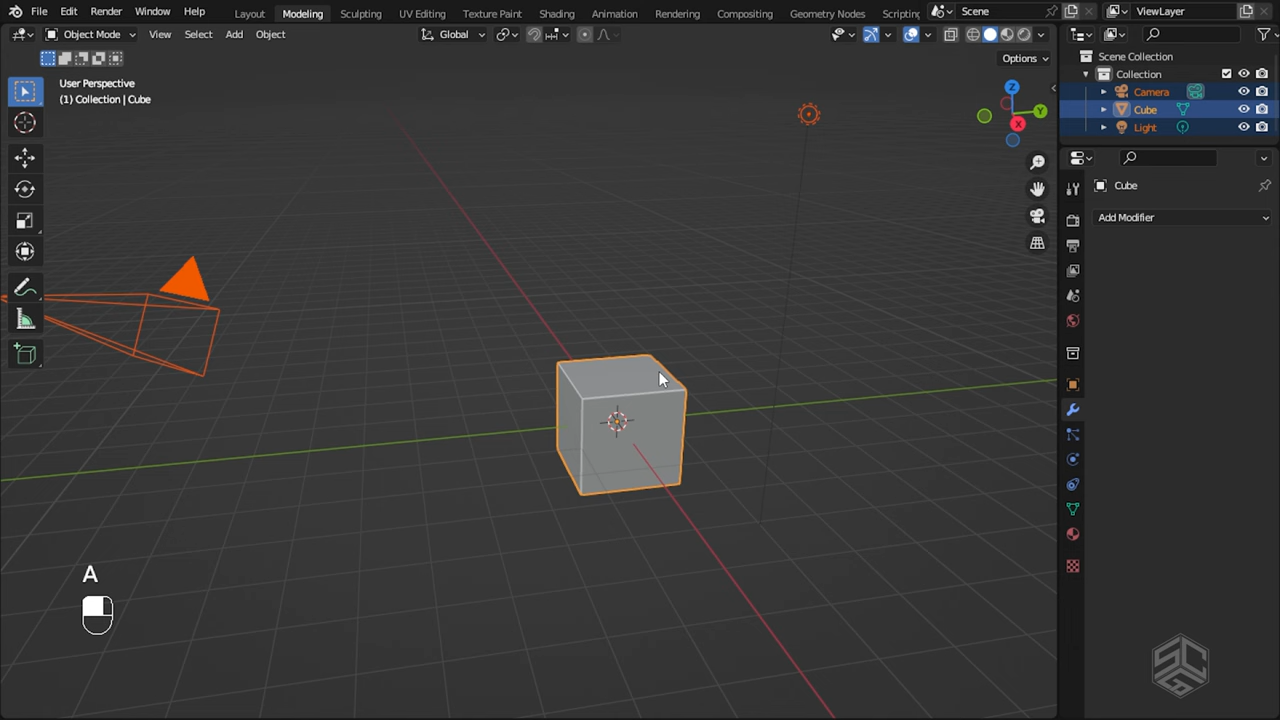 File Edit Render Window Help Layout Modeling Sculpting UV Editing Texture Paint Shading Animation Rendering Compositing Geometry Nodes Scripting Scene ViewLayer
Object Mode View Select Add Object Global
Options
User Perspective
(1) Collection | Cube
Scene Collection
Collection
Camera
Cube
Light
Cube
Add Modifier
Z
Y
X
A